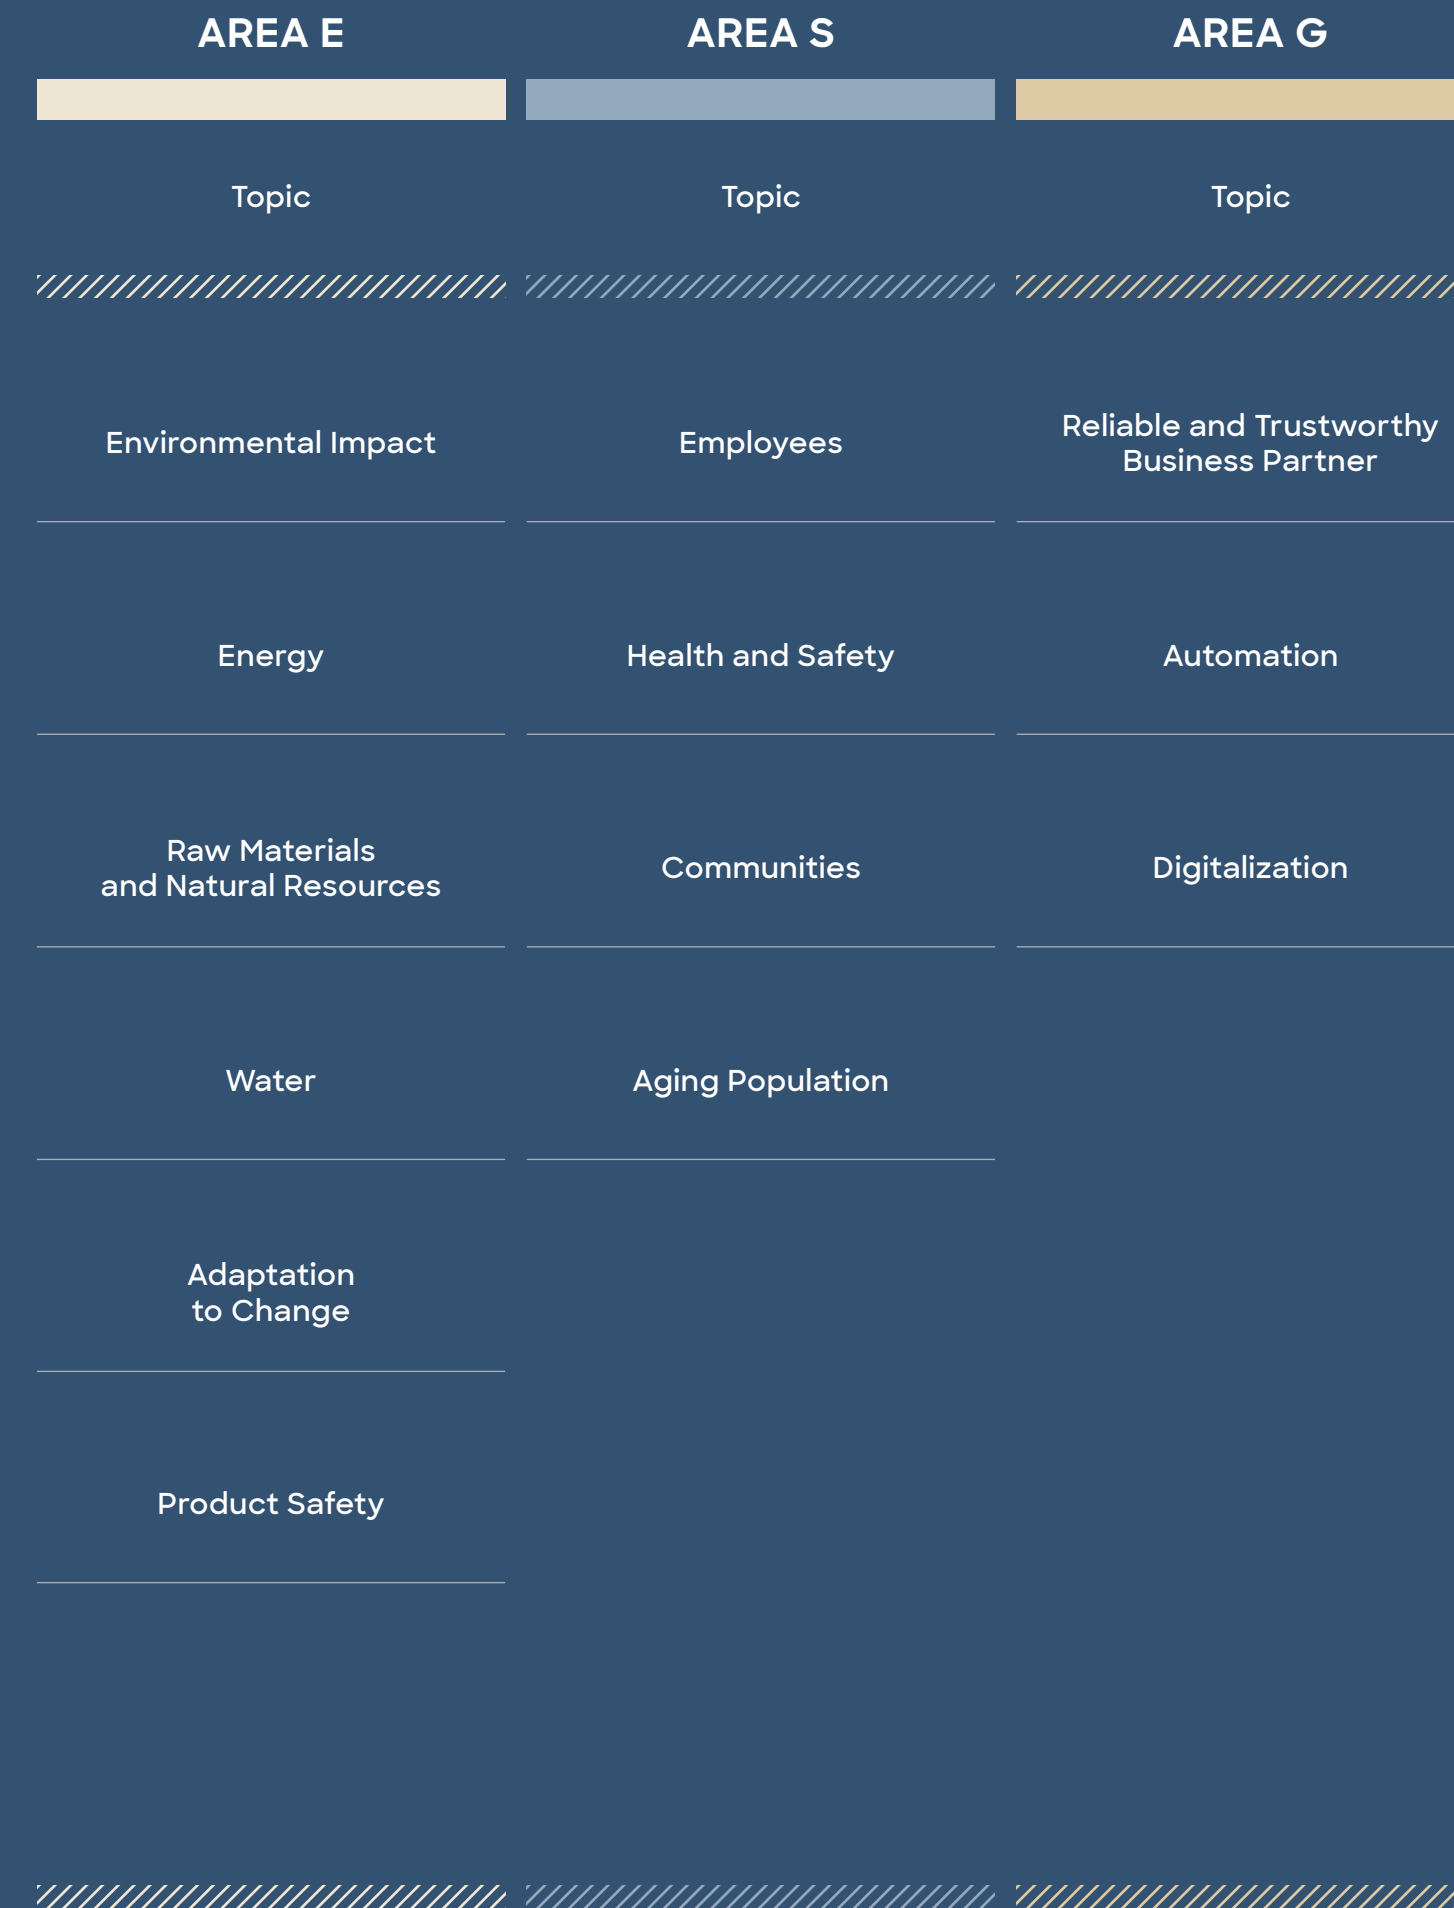 AREA E
Topic
Environmental Impact
Energy
Raw Materials
and Natural Resources
Water
Adaptation
to Change
Product Safety
AREA S
Topic
Employees
Health and Safety
Communities
Aging Population
AREA G
Topic
Reliable and Trustworthy
Business Partner
Automation
Digitalization